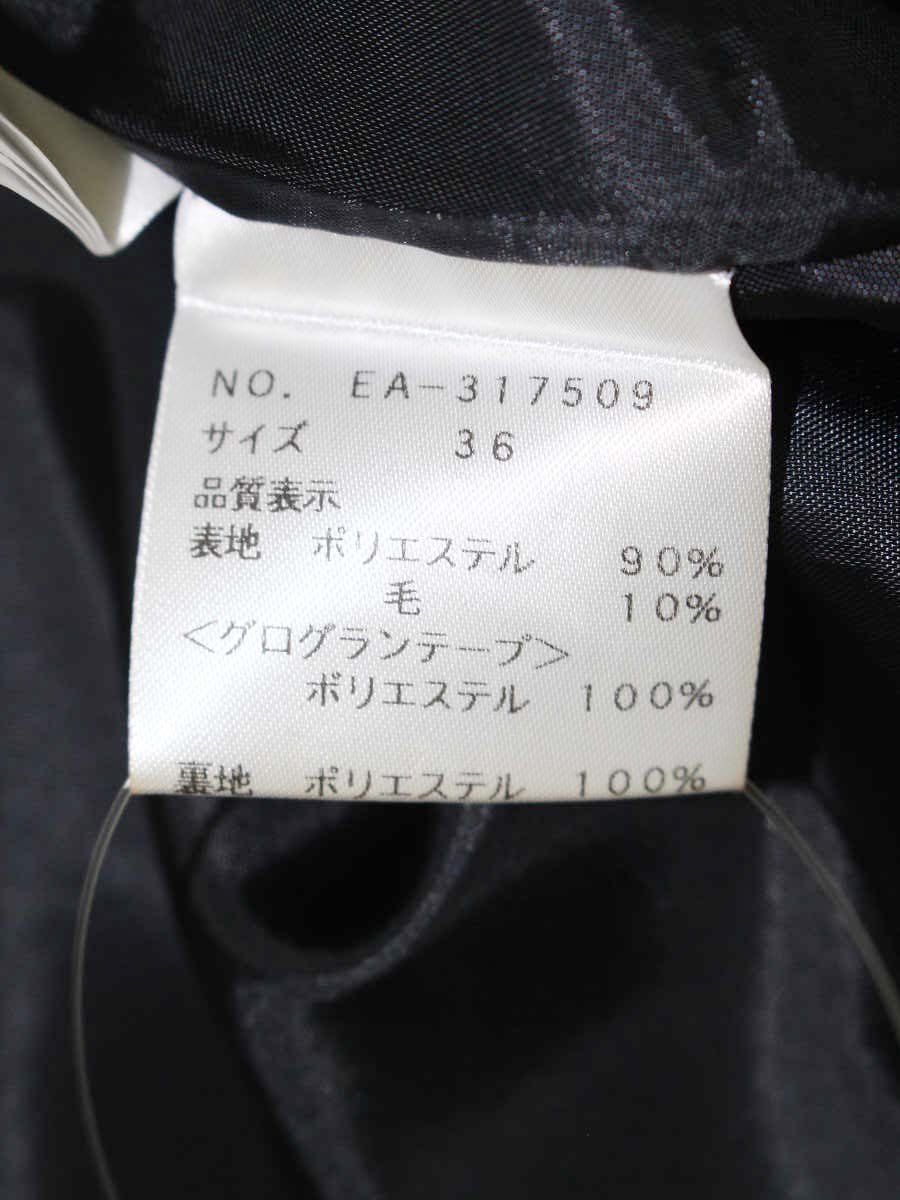 NO. EA-317509
サイズ 36
品質表示
表地 ポリエステル 90%
毛 10%
<グログランテープ>
ポリエステル 100%
裏地 ポリエステル 100%